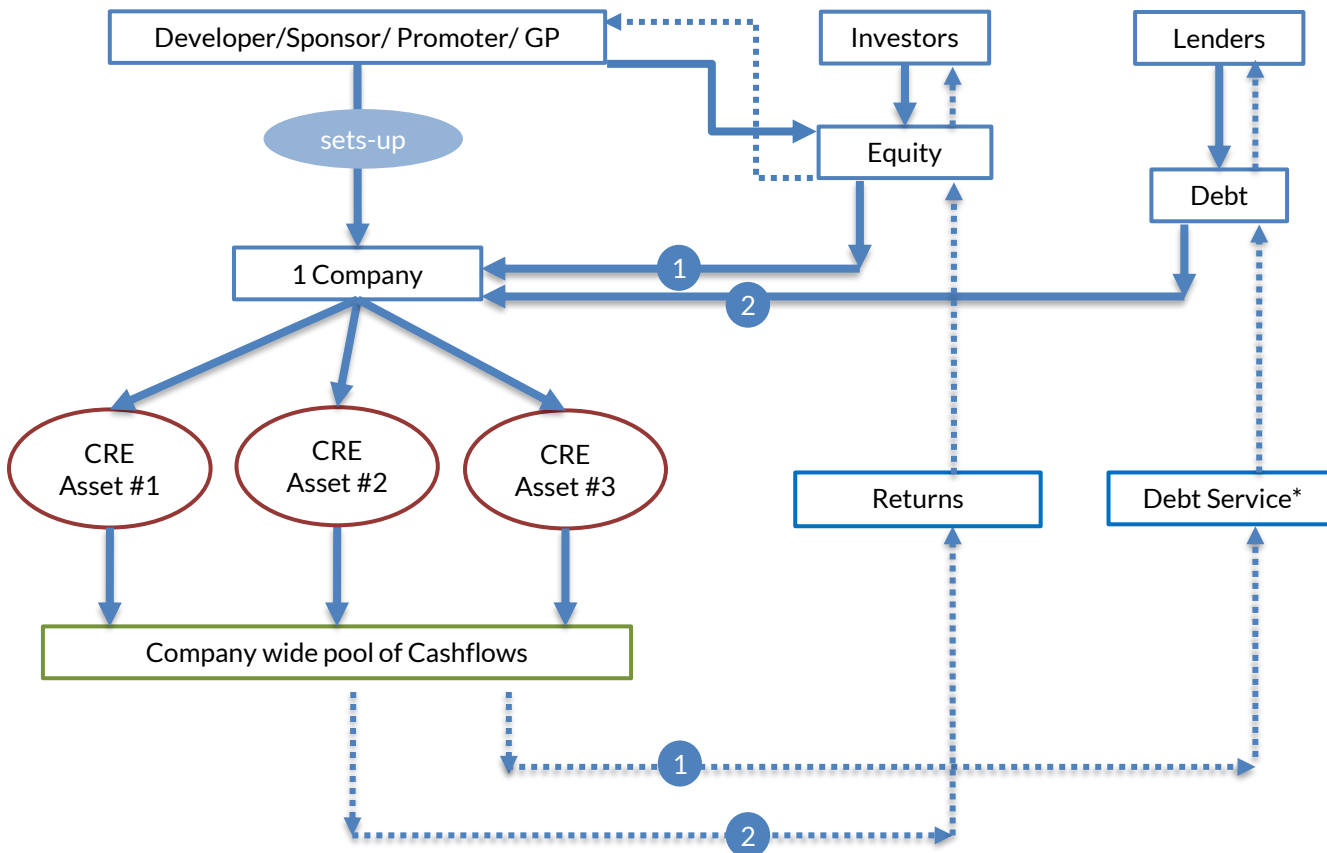 Developer/Sponsor/ Promoter/ GP
Investors
Lenders
sets-up
Equity
Debt
1 Company
1
2
CRE
Asset #1
CRE
Asset #2
CRE
Asset #3
Returns
Debt Service*
Company wide pool of Cashflows
1
2